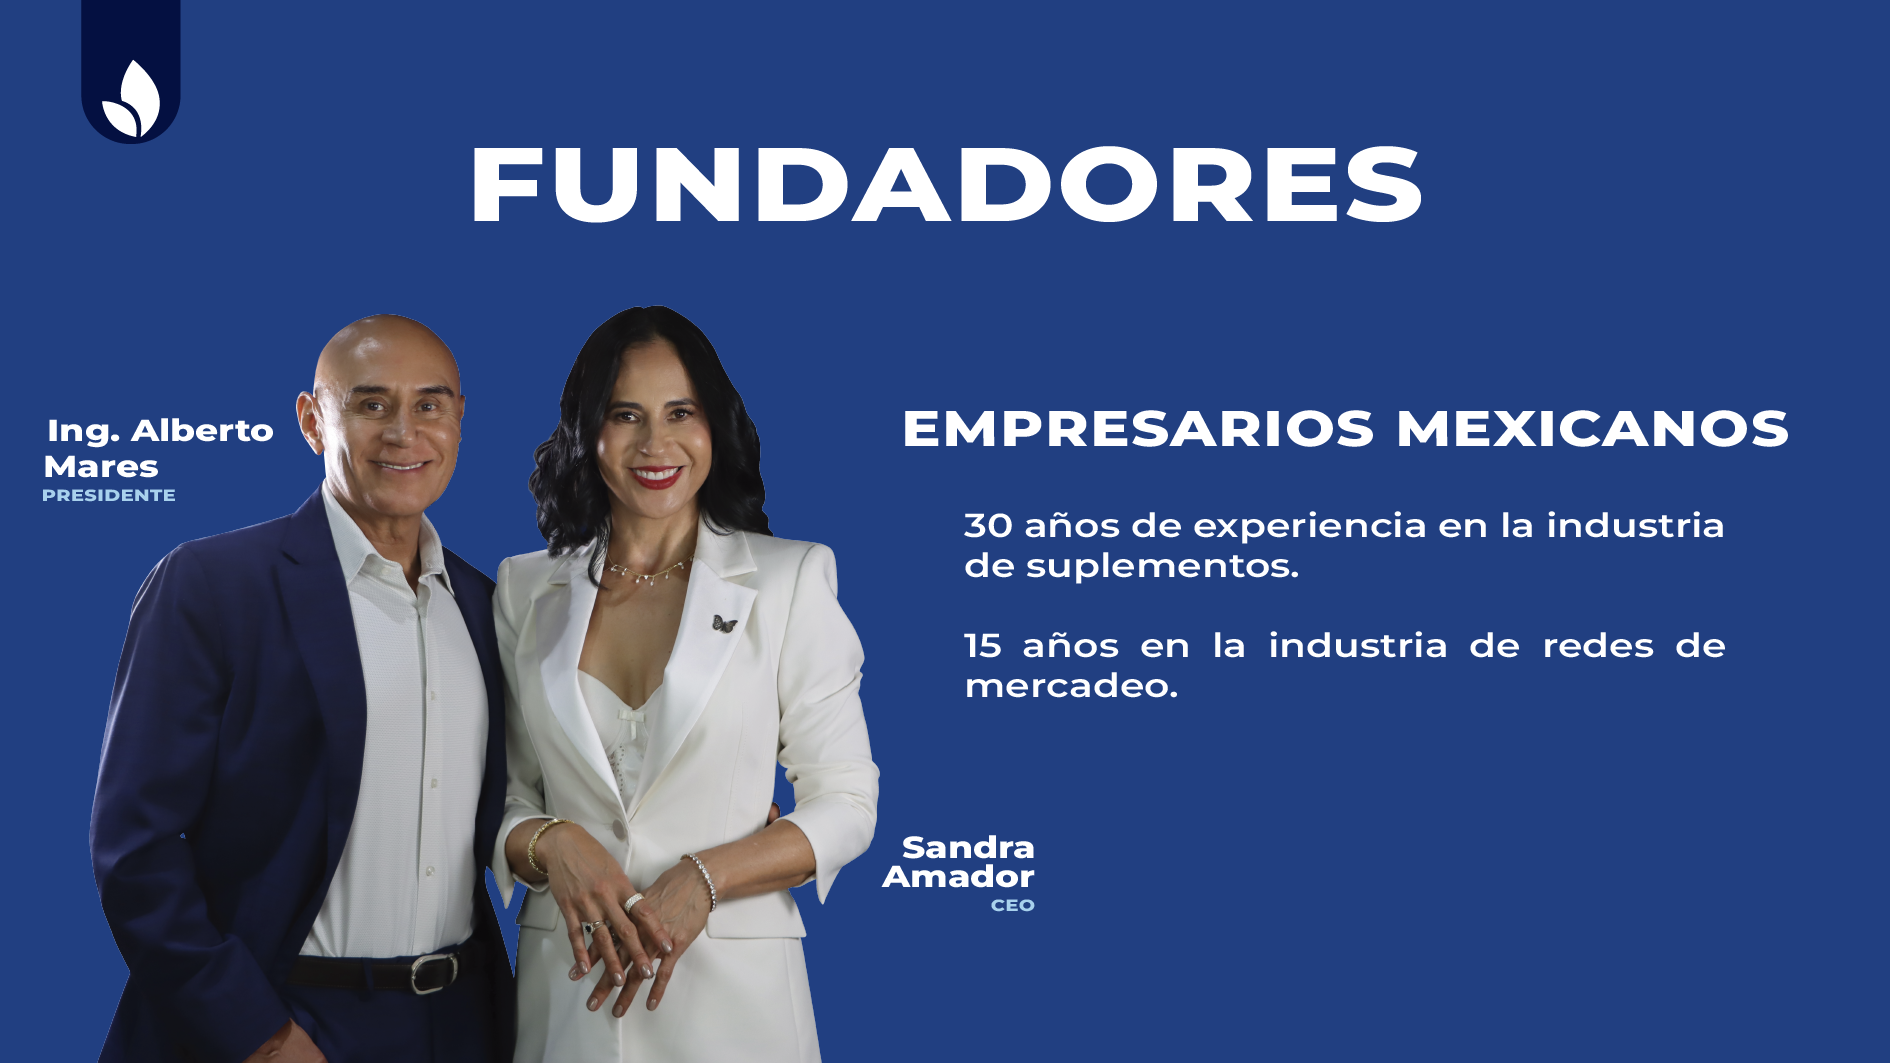 FUNDADORES
Ing. Alberto
Mares
PRESIDENTE
EMPRESARIOS MEXICANOS
30 años de experiencia en la industria
de suplementos.
15 años en la industria de redes de
mercadeo.
Sandra
Amador
CEO